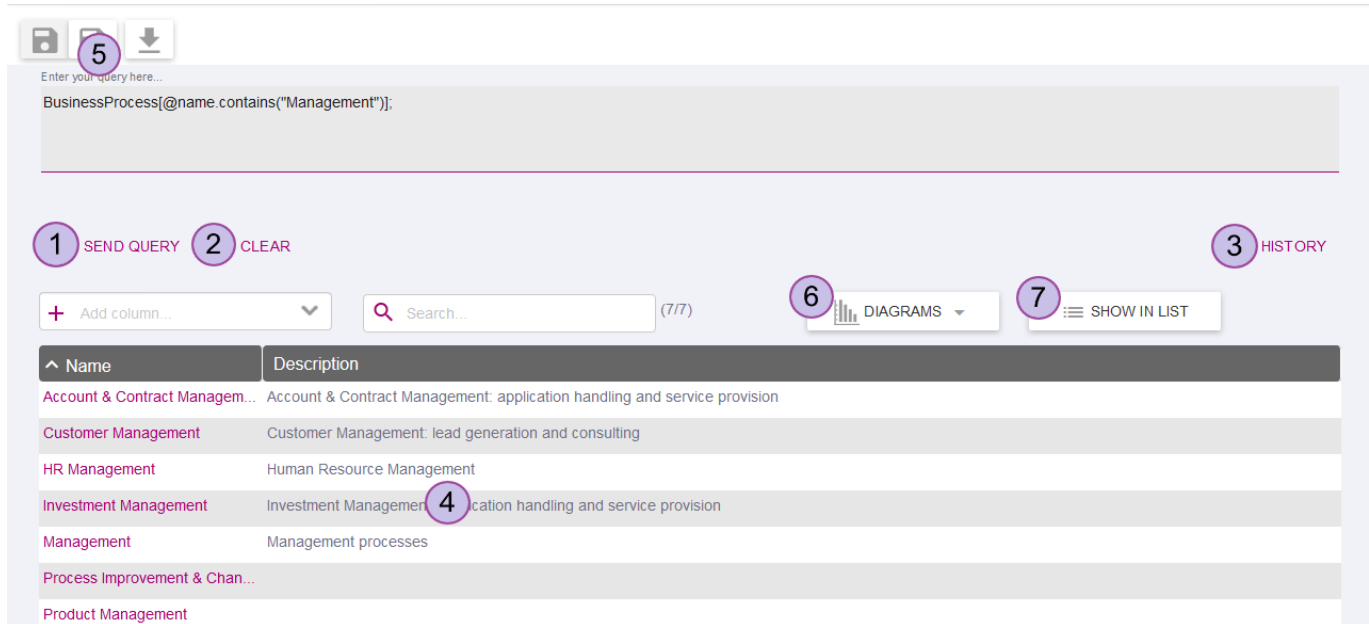 5
Enter your query here...
BusinessProcess[@name.contains("Management")];
1 SEND QUERY 2 CLEAR 3 HISTORY
Add column... Search... (7/7) 6 DIAGRAMS 7 SHOW IN LIST
Name Description
Account & Contract Managem... Account & Contract Management: application handling and service provision
Customer Management Customer Management: lead generation and consulting
HR Management Human Resource Management
Investment Management Investment Managemen 4 ication handling and service provision
Management Management processes
Process Improvement & Chan...
Product Management